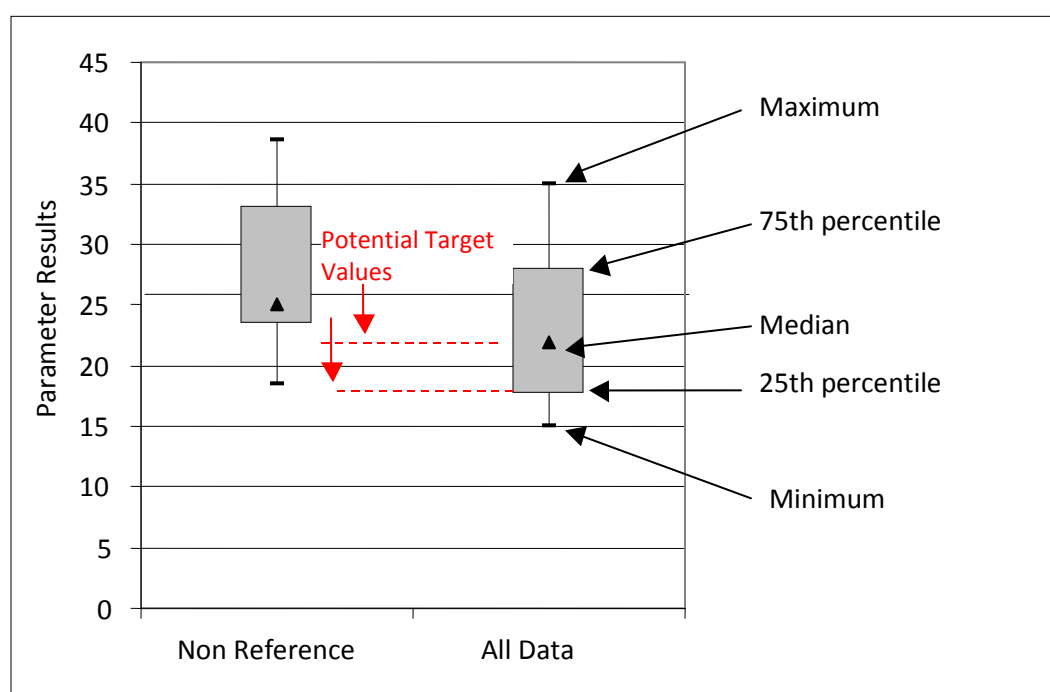 45
40
35
30
25
20
15
10
5
0
Parameter Results
Potential Target
Values
Maximum
75th percentile
Median
25th percentile
Minimum
Non Reference
All Data